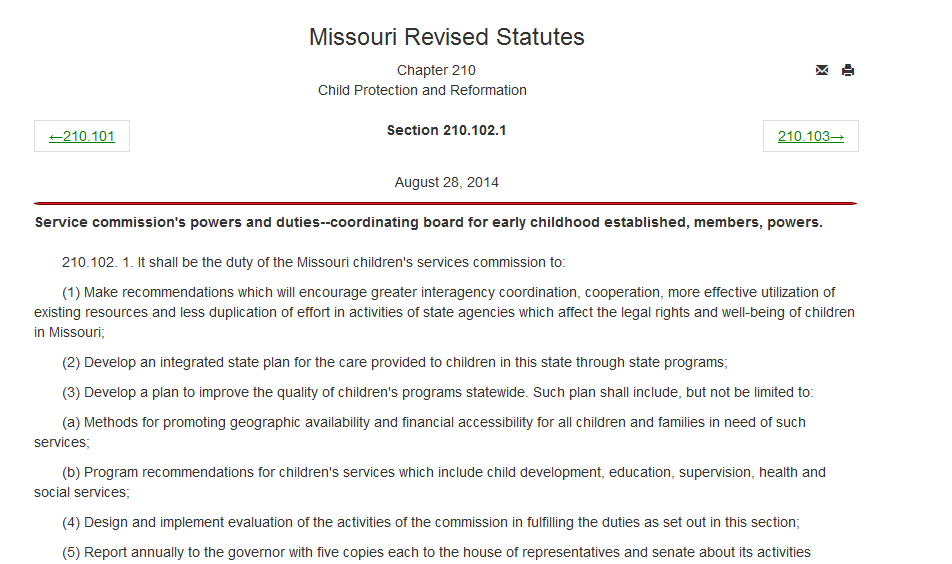 Missouri Revised Statutes
Chapter 210
Child Protection and Reformation
←210.101
Section 210.102.1
210.103→
August 28, 2014
Service commission's powers and duties--coordinating board for early childhood established, members, powers.
210.102. 1. It shall be the duty of the Missouri children's services commission to:
(1) Make recommendations which will encourage greater interagency coordination, cooperation, more effective utilization of
existing resources and less duplication of effort in activities of state agencies which affect the legal rights and well-being of children
in Missouri;
(2) Develop an integrated state plan for the care provided to children in this state through state programs;
(3) Develop a plan to improve the quality of children's programs statewide. Such plan shall include, but not be limited to:
(a) Methods for promoting geographic availability and financial accessibility for all children and families in need of such
services;
(b) Program recommendations for children's services which include child development, education, supervision, health and
social services;
(4) Design and implement evaluation of the activities of the commission in fulfilling the duties as set out in this section;
(5) Report annually to the governor with five copies each to the house of representatives and senate about its activities